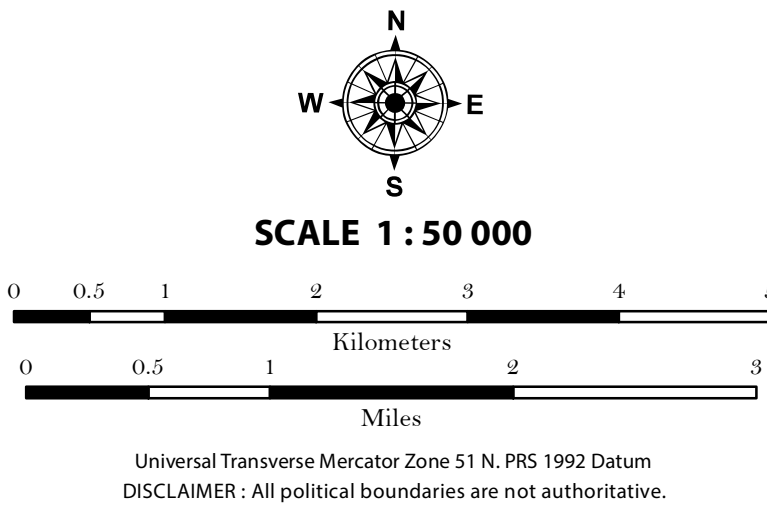 N
W E
S
SCALE 1 : 50 000
0 0.5 1 2 3 4
Kilometers
0 0.5 1 2 3
Miles
Universal Transverse Mercator Zone 51 N. PRS 1992 Datum
DISCLAIMER : All political boundaries are not authoritative.